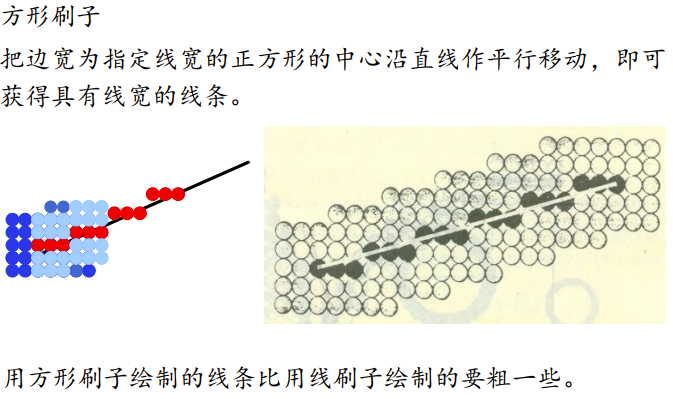 方形刷子
把边宽为指定线宽的正方形的中心沿直线作平行移动，即可
获得具有线宽的线条。
用方形刷子绘制的线条比用线刷子绘制的要粗一些。